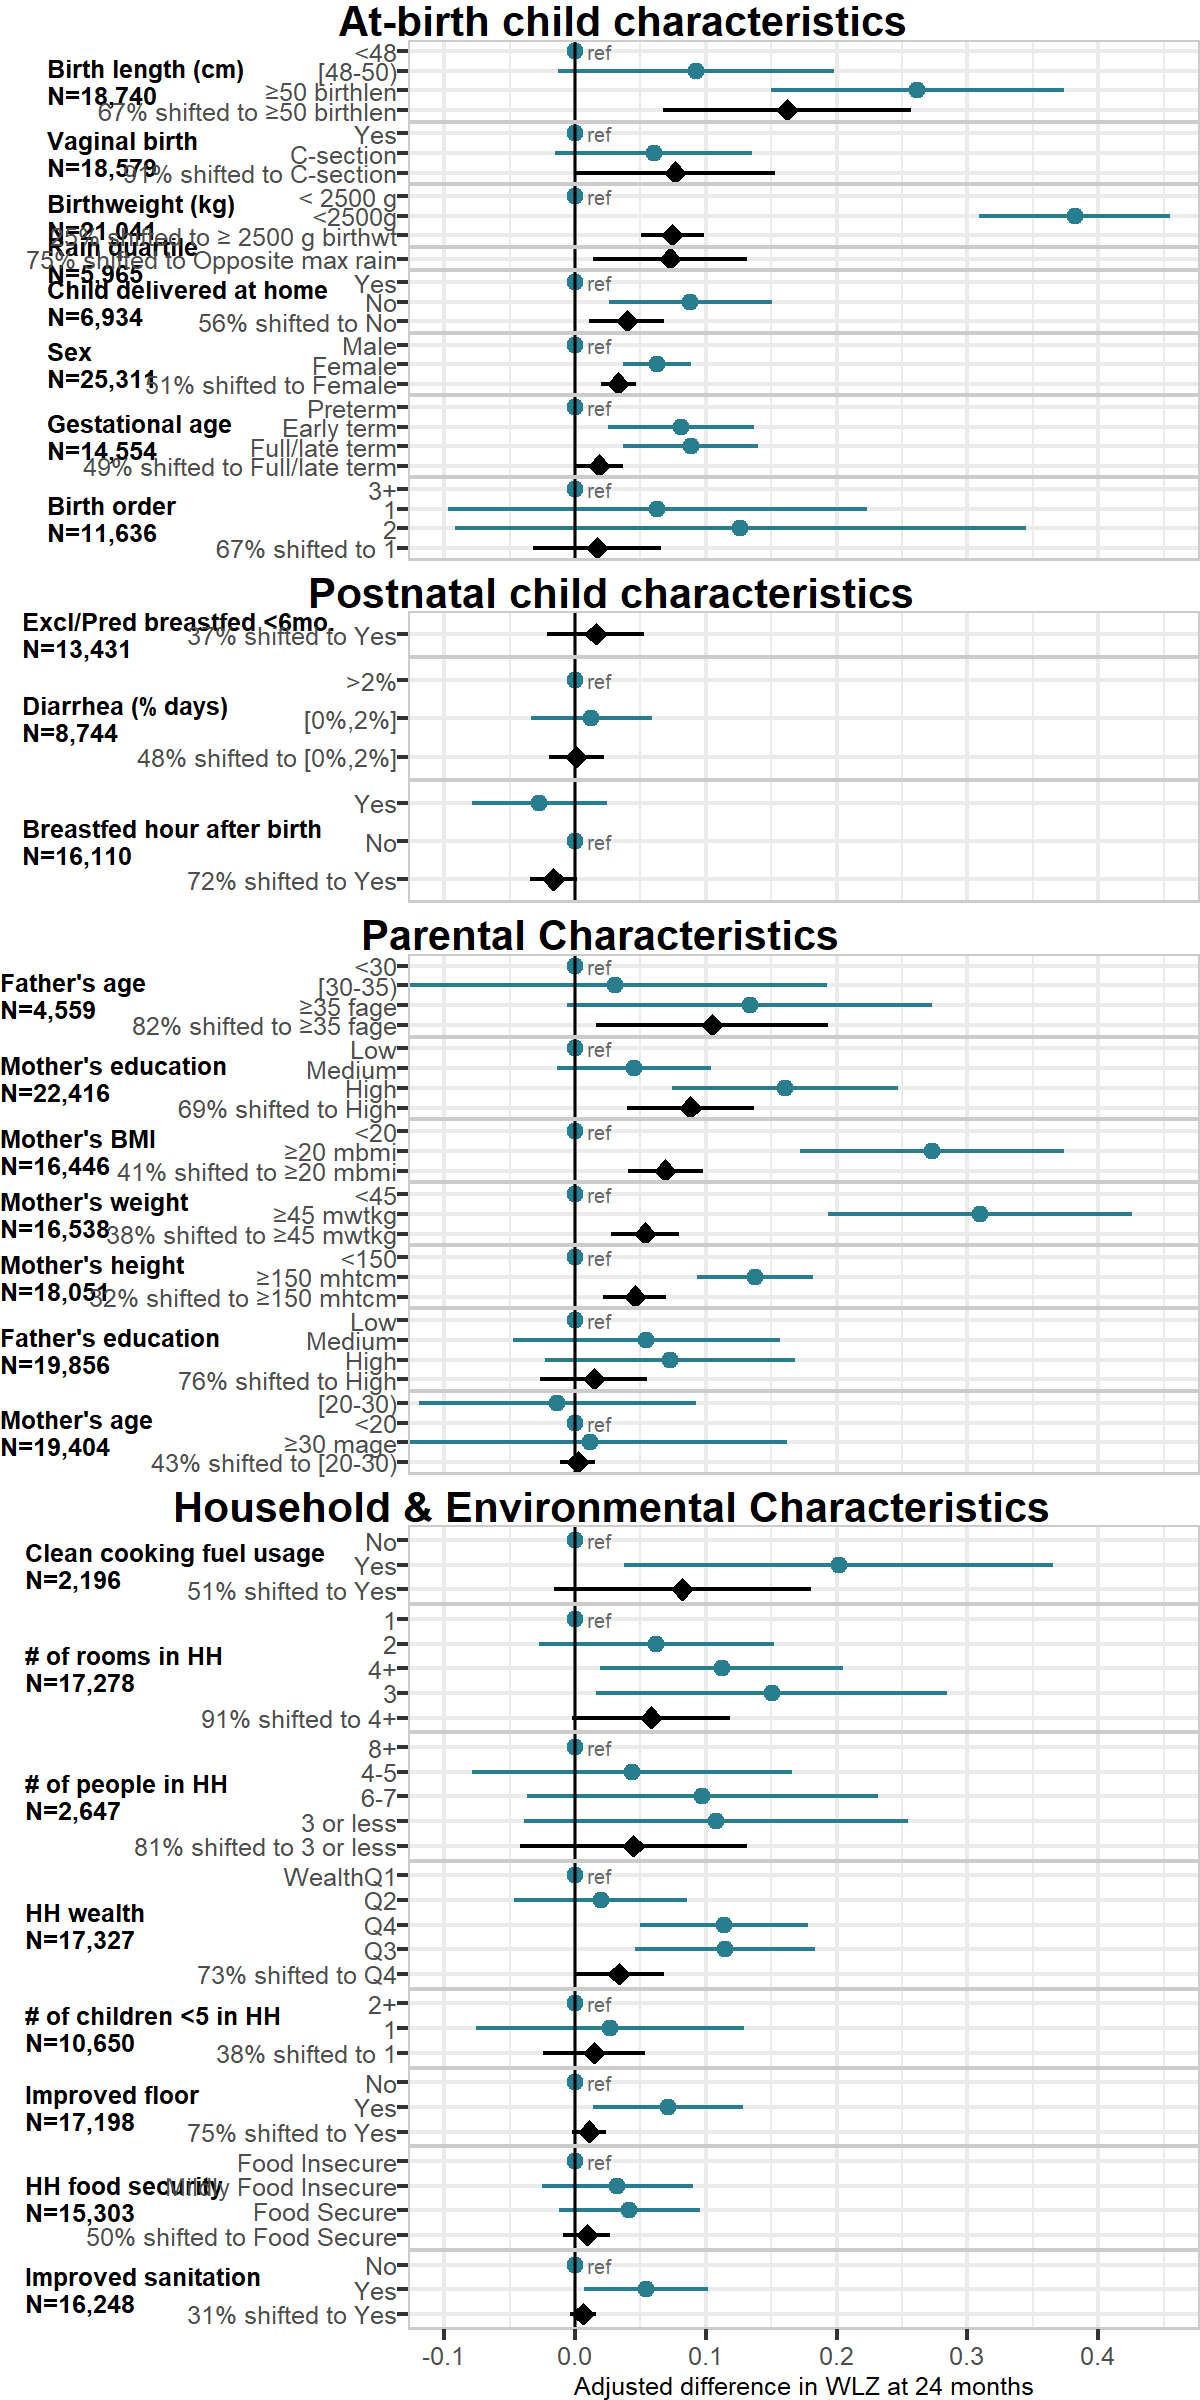 At-birth child characteristics
Birth length (cm)
N=18,740
<48
ref
[48-50)
≥50 birthlen
67% shifted to ≥50 birthlen
Vaginal birth
N=18,579
Yes
ref
C-section
91% shifted to C-section
Birthweight (kg)
N=21,041
< 2500 g
ref
<2500g
shifted to ≥ 2500 g birthwt
Rain quartile
N=5,965
75% shifted to Opposite max rain
Child delivered at home
N=6,934
Yes
ref
No
56% shifted to No
Sex
N=25,311
Male
ref
Female
51% shifted to Female
Gestational age
N=14,554
Preterm
ref
Early term
Full/late term
49% shifted to Full/late term
Birth order
N=11,636
3+
ref
1
2
67% shifted to 1
Postnatal child characteristics
Excl/Pred breastfed <6mo.
N=13,431
37% shifted to Yes
Diarrhea (% days)
N=8,744
>2%
ref
[0%,2%]
48% shifted to [0%,2%]
Breastfed hour after birth
N=16,110
Yes
No
ref
72% shifted to Yes
Parental Characteristics
Father's age
N=4,559
<30
ref
[30-35)
≥35 fage
82% shifted to ≥35 fage
Mother's education
N=22,416
Low
ref
Medium
High
69% shifted to High
Mother's BMI
N=16,446
<20
ref
≥20 mbmi
41% shifted to ≥20 mbmi
Mother's weight
N=16,538
<45
ref
≥45 mwtkg
38% shifted to ≥45 mwtkg
Mother's height
N=18,051
<150
ref
≥150 mhtcm
32% shifted to ≥150 mhtcm
Father's education
N=19,856
Low
ref
Medium
High
76% shifted to High
Mother's age
N=19,404
[20-30)
<20
ref
≥30 mage
43% shifted to [20-30)
Household & Environmental Characteristics
Clean cooking fuel usage
N=2,196
No
ref
Yes
51% shifted to Yes
# of rooms in HH
N=17,278
1
ref
2
4+
3
91% shifted to 4+
# of people in HH
N=2,647
8+
ref
4-5
6-7
3 or less
81% shifted to 3 or less
HH wealth
N=17,327
WealthQ1
ref
Q2
Q4
Q3
73% shifted to Q4
# of children <5 in HH
N=10,650
2+
ref
1
38% shifted to 1
Improved floor
N=17,198
No
ref
Yes
75% shifted to Yes
HH food security
N=15,303
Food Insecure
ref
Mildly Food Insecure
Food Secure
50% shifted to Food Secure
Improved sanitation
N=16,248
No
ref
Yes
31% shifted to Yes
-0.1 0.0 0.1 0.2 0.3 0.4
Adjusted difference in WLZ at 24 months